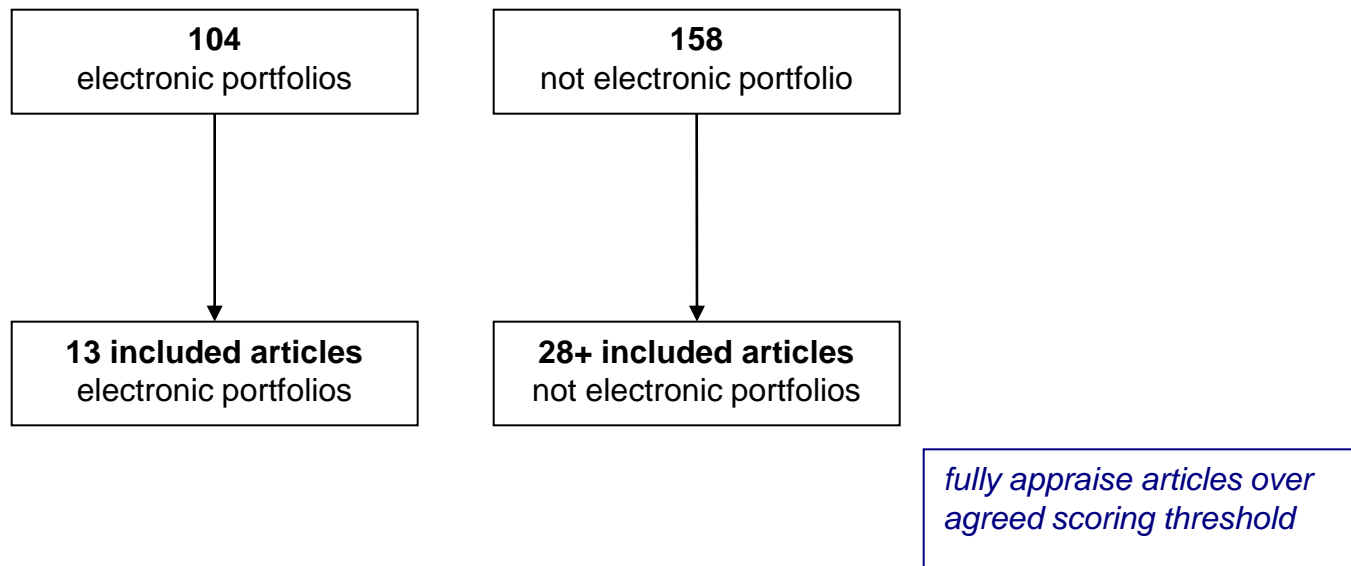 104
electronic portfolios
158
not electronic portfolio
13 included articles
electronic portfolios
28+ included articles
not electronic portfolios
fully appraise articles over
agreed scoring threshold